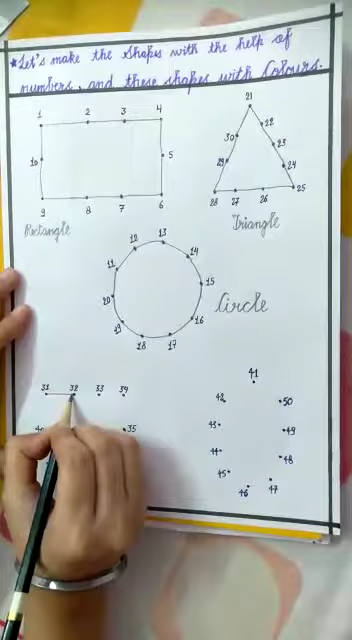 ★Let's make the Shapes with the help of
numbers, and these shapes with Colours.
1 2 3 4
10 5
9 8 7 6
Rectangle
21
30 22
23
29 24
28 27 26 25
Triangle
12 13 14
11 15
20 16
19 18 17
Circle
31 32 33 34
35
41
42 50
43 49
44 48
45 46 47